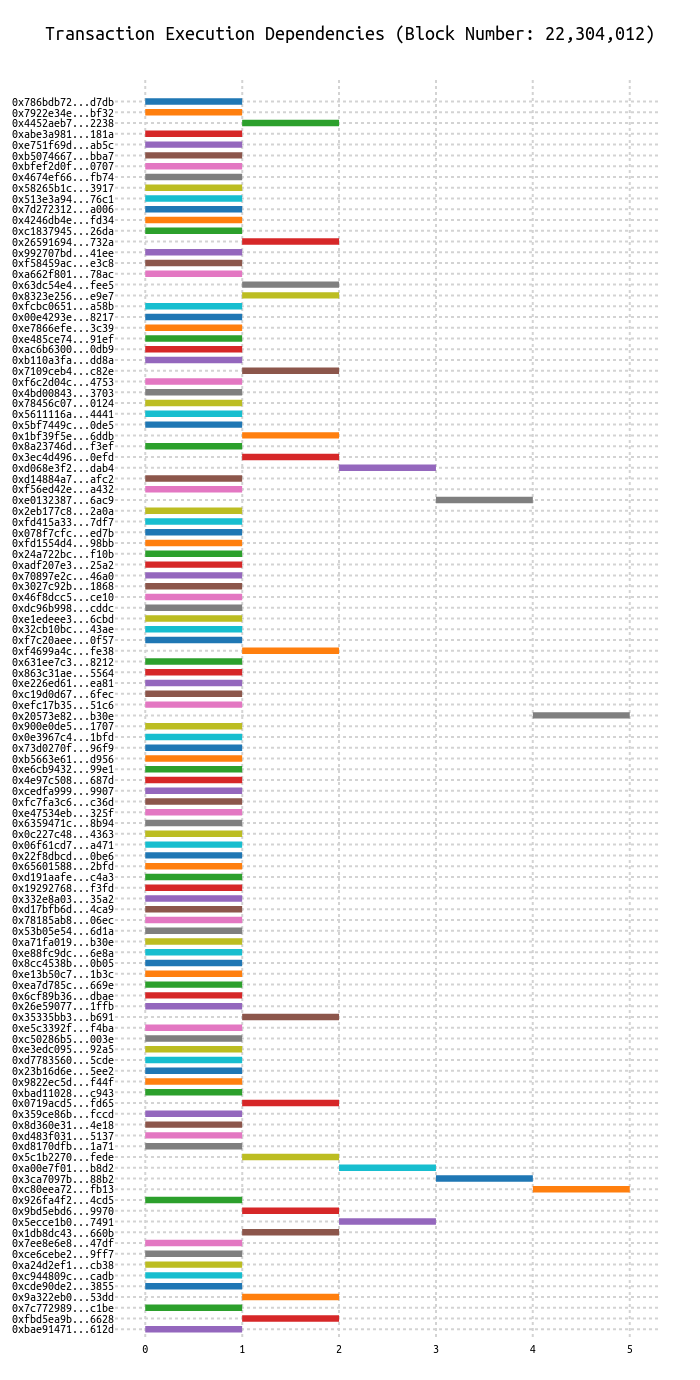 Transaction Execution Dependencies (Block Number: 22,304,012)
0x786bdb72...d7db
0x7922e34e...bf32
0x4452aeb7...2238
0xabe3a981...181a
0xe751f69d...ab5c
0xb5074667...bba7
0xbfef2d0f...0707
0x4674ef66...fb74
0x58265b1c...3917
0x513e3a94...76c1
0x7d272312...a006
0x4246db4e...fd34
0xc1837945...26da
0x26591694...732a
0x992707bd...41ee
0xf58459ac...e3c8
0xa662f801...78ac
0x63dc54e4...fee5
0x8323e256...e9e7
0xfcbc0651...a58b
0x00e4293e...8217
0xe7866efe...3c39
0xe485ce74...91ef
0xac6b6300...0db9
0xb110a3fa...dd8a
0x7109ceb4...c82e
0xf6c2d04c...4753
0x4bd00843...3703
0x78456c07...0124
0x5611116a...4441
0x5bf7449c...0de5
0x1bf39f5e...6ddb
0x8a23746d...f3ef
0x3ec4d496...0efd
0xd068e3f2...dab4
0xd14884a7...afc2
0xf56ed42e...a432
0xe0132387...6ac9
0x2eb177c8...2a0a
0xfd415a33...7df7
0x078f7cfc...ed7b
0xfd1554d4...98bb
0x24a722bc...f10b
0xadf207e3...25a2
0x70897e2c...46a0
0x3027c92b...1868
0x46f8dcc5...ce10
0xdc96b998...cddc
0xe1edeee3...6cbd
0x32cb10bc...43ae
0xf7c20aee...0f57
0xf4699a4c...fe38
0x631ee7c3...8212
0x863c31ae...5564
0xe226ed61...ea81
0xc19d0d67...6fec
0xefc17b35...51c6
0x20573e82...b30e
0x900e0de5...1707
0x0e3967c4...1bfd
0x73d0270f...96f9
0xb5663e61...d956
0xe6cb9432...99e1
0x4e97c508...687d
0xcedfa999...9907
0xfc7fa3c6...c36d
0xe47534eb...325f
0x6359471c...8b94
0x0c227c48...4363
0x06f61cd7...a471
0x22f8dbcd...0be6
0x65601588...2bfd
0xd191aafe...c4a3
0x19292768...f3fd
0x332e8a03...35a2
0xd17bfb6d...4ca9
0x78185ab8...06ec
0x53b05e54...6d1a
0xa71fa019...b30e
0xe88fc9dc...6e8a
0x8cc4538b...0b05
0xe13b50c7...1b3c
0xea7d785c...669e
0x6cf89b36...dbae
0x26e59077...1ffb
0x35335bb3...b691
0xe5c3392f...f4ba
0xc50286b5...003e
0xe3edc095...92a5
0xd7783560...5cde
0x23b16d6e...5ee2
0x9822ec5d...f44f
0xbad11028...c943
0x0719acd5...fd65
0x359ce86b...fccd
0x8d360e31...4e18
0xd483f031...5137
0xd8170dfb...1a71
0x5c1b2270...fede
0xa00e7f01...b8d2
0x3ca7097b...88b2
0xc80eea72...fb13
0x926fa4f2...4cd5
0x9bd5ebd6...9970
0x5ecce1b0...7491
0x1db8dc43...660b
0x7ee8e6e8...47df
0xce6cebe2...9ff7
0xa24d2ef1...cb38
0xc944809c...cadb
0xcde90de2...3855
0x9a322eb0...53dd
0x7c772989...c1be
0xfbd5ea9b...6628
0xbae91471...612d
0 1 2 3 4 5